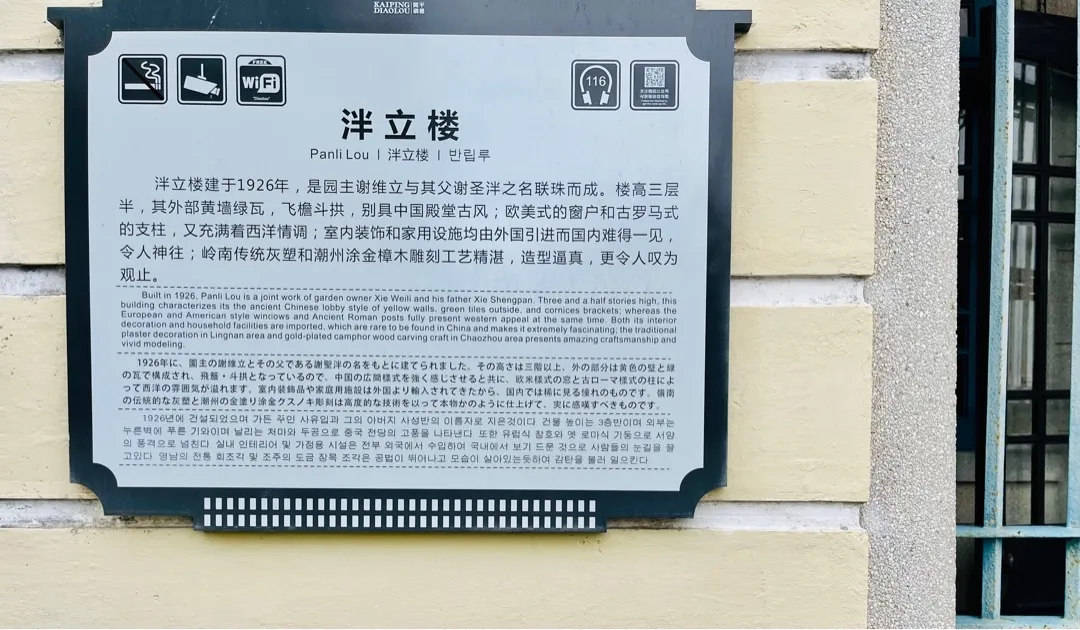 KAIPING 開平
DIAOLOU 碉樓
FREE
WiFi
116
泮立楼
Panli Lou | 泮立楼 | 반립루
泮立楼建于1926年，是园主谢维立与其父谢圣泮之名联珠而成。楼高三层
半，其外部黄墙绿瓦，飞檐斗拱，别具中国殿堂古风；欧美式的窗户和古罗马式
的支柱，又充满着西洋情调；室内装饰和家用设施均由外国引进而国内难得一见，
令人神往；岭南传统灰塑和潮州涂金樟木雕刻工艺精湛，造型逼真，更令人叹为
观止。
Built in 1926, Panli Lou is a joint work of garden owner Xie Weili and his father Xie Shengpan. Three and a half stories high, this
building characterizes its the ancient Chinese lobby style of yellow walls, green tiles outside, and cornices brackets; whereas the
European and American style windows and Ancient Roman posts fully present western appeal at the same time. Both its interior
decoration and household facilities are imported, which are rare to be found in China and makes it extremely fascinating; the traditional
plaster decoration in Lingnan area and gold-plated camphor wood carving craft in Chaozhou area presents amazing craftsmanship and
vivid modeling.
1926年に、園主の謝維立とその父である謝聖泮の名をもとに建てられました。その高さは三階以上、外の部分は黄色の壁と緑
の瓦で構成され、飛簷・斗拱となっているので、中国の広間様式を強く感じさせると共に、欧米様式の窓と古ローマ様式の柱によ
って西洋の雰囲気が溢れます。室内装飾品や家庭用施設は外国より輸入されてきたから、国内では稀に見る憧れのものです。嶺南
の伝統的な灰塑と潮州の金塗り涂金クスノキ彫刻は高度的な技術を以って本物かのように仕上げて、実に感嘆すべきものです。
1926년에 건설되었으며 가든 꾸인 사유입과 그의 아버지 사성반의 이름자로 지은것이다 건물 높이는 3층반이며 외부는
누른벽에 푸른 기와이며 날리는 처마와 두공으로 중국 전당의 고풍을 나타낸다 또한 유럽식 창호와 옛 로마식 기둥으로 서양
의 풍격으로 넘친다 실내 인테리어 및 가정용 시설은 전부 외국에서 수입하여 국내에서 보기 드문 것으로 사람들의 눈길을 끌
고있다 영남의 전통 회조각 및 조주의 도금 장목 조각은 공법이 뛰어나고 모습이 살아있는듯하여 감탄을 불러 일으킨다